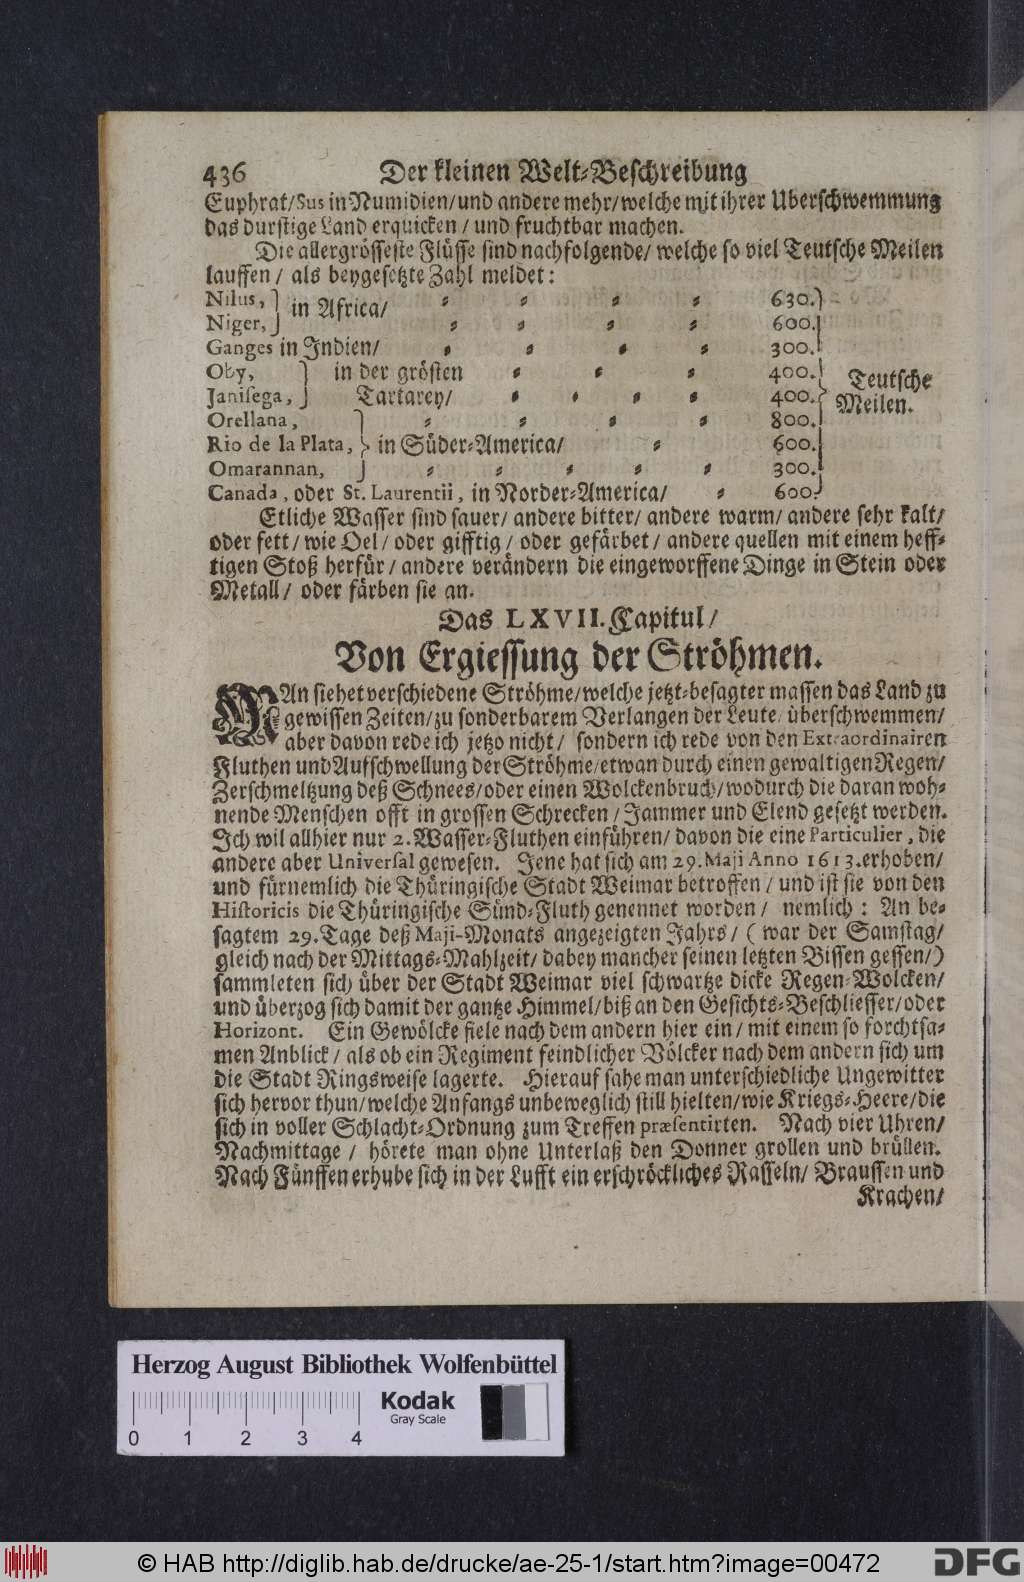 436 Der kleinen Welt-Beschreibung
Euphrat/Sus in Numidien/und andere mehr/welche mit ihrer Uberschwemmung
das durstige Land erquicken / und fruchtbar machen.
Die allergrösseste Flüsse sind nachfolgende/ welche so viel Teutsche Meilen
lauffen / als beygesetzte Zahl meldet:
Nilus, } in Africa/ 630.
Niger, 600.
Ganges in Indien/ 300.
Oby, } in der grösten 400. Teutsche
Janisega, Tartarey/ 400. Meilen.
Orellana, 800.
Rio de la Plata, } in Süder-America/ 600.
Omarannan, 300.
Canada, oder St. Laurentii, in Norder-America/ 600.
Etliche Wasser sind sauer/ andere bitter/ andere warm/ andere sehr kalt/
oder fett / wie Oel / oder gifftig / oder gefärbet / andere quellen mit einem heff-
tigen Stoß herfür / andere verändern die eingeworffene Dinge in Stein oder
Metall / oder färben sie an.
Das LXVII. Capitul/
Von Ergiessung der Ströhmen.
MAn siehet verschiedene Ströhme/welche jetzt-besagter massen das Land zu
gewissen Zeiten/zu sonderbarem Verlangen der Leute/ überschwemmen/
aber davon rede ich jetzo nicht / sondern ich rede von den Extraordinairen
Fluthen und Aufschwellung der Ströhme/etwan durch einen gewaltigen Regen/
Zerschmeltzung deß Schnees/oder einen Wolckenbruch/wodurch die daran woh-
nende Menschen offt in grossen Schrecken / Jammer und Elend gesetzt werden.
Ich wil allhier nur 2. Wasser-Fluthen einführen/ davon die eine Particulier, die
andere aber Universal gewesen. Jene hat sich am 29. Maji Anno 1613. erhoben/
und fürnemlich die Thüringische Stadt Weimar betroffen / und ist sie von den
Historicis die Thüringische Sünd-Fluth genennet worden / nemlich: An be-
sagtem 29. Tage deß Maji-Monats angezeigten Jahrs / ( war der Samstag/
gleich nach der Mittags-Mahlzeit/ dabey mancher seinen letzten Bissen gessen/)
sammleten sich über der Stadt Weimar viel schwartze dicke Regen-Wolcken/
und überzog sich damit der gantze Himmel/biß an den Gesichts-Beschliesser/oder
Horizont. Ein Gewölcke fiele nach dem andern hier ein / mit einem so forchtsa-
men Anblick / als ob ein Regiment feindlicher Völcker nach dem andern sich um
die Stadt Ringsweise lagerte. Hierauf sahe man unterschiedliche Ungewitter
sich hervor thun/welche Anfangs unbeweglich still hielten/wie Kriegs-Heere/die
sich in voller Schlacht-Ordnung zum Treffen præsentirten. Nach vier Uhren/
Nachmittage / hörete man ohne Unterlaß den Donner grollen und brüllen.
Nach Fünffen erhube sich in der Lufft ein erschröckliches Rasseln/ Braussen und
Krachen/
Herzog August Bibliothek Wolfenbüttel
Kodak
Gray Scale
0 1 2 3 4
© HAB http://diglib.hab.de/drucke/ae-25-1/start.htm?image=00472
DFG